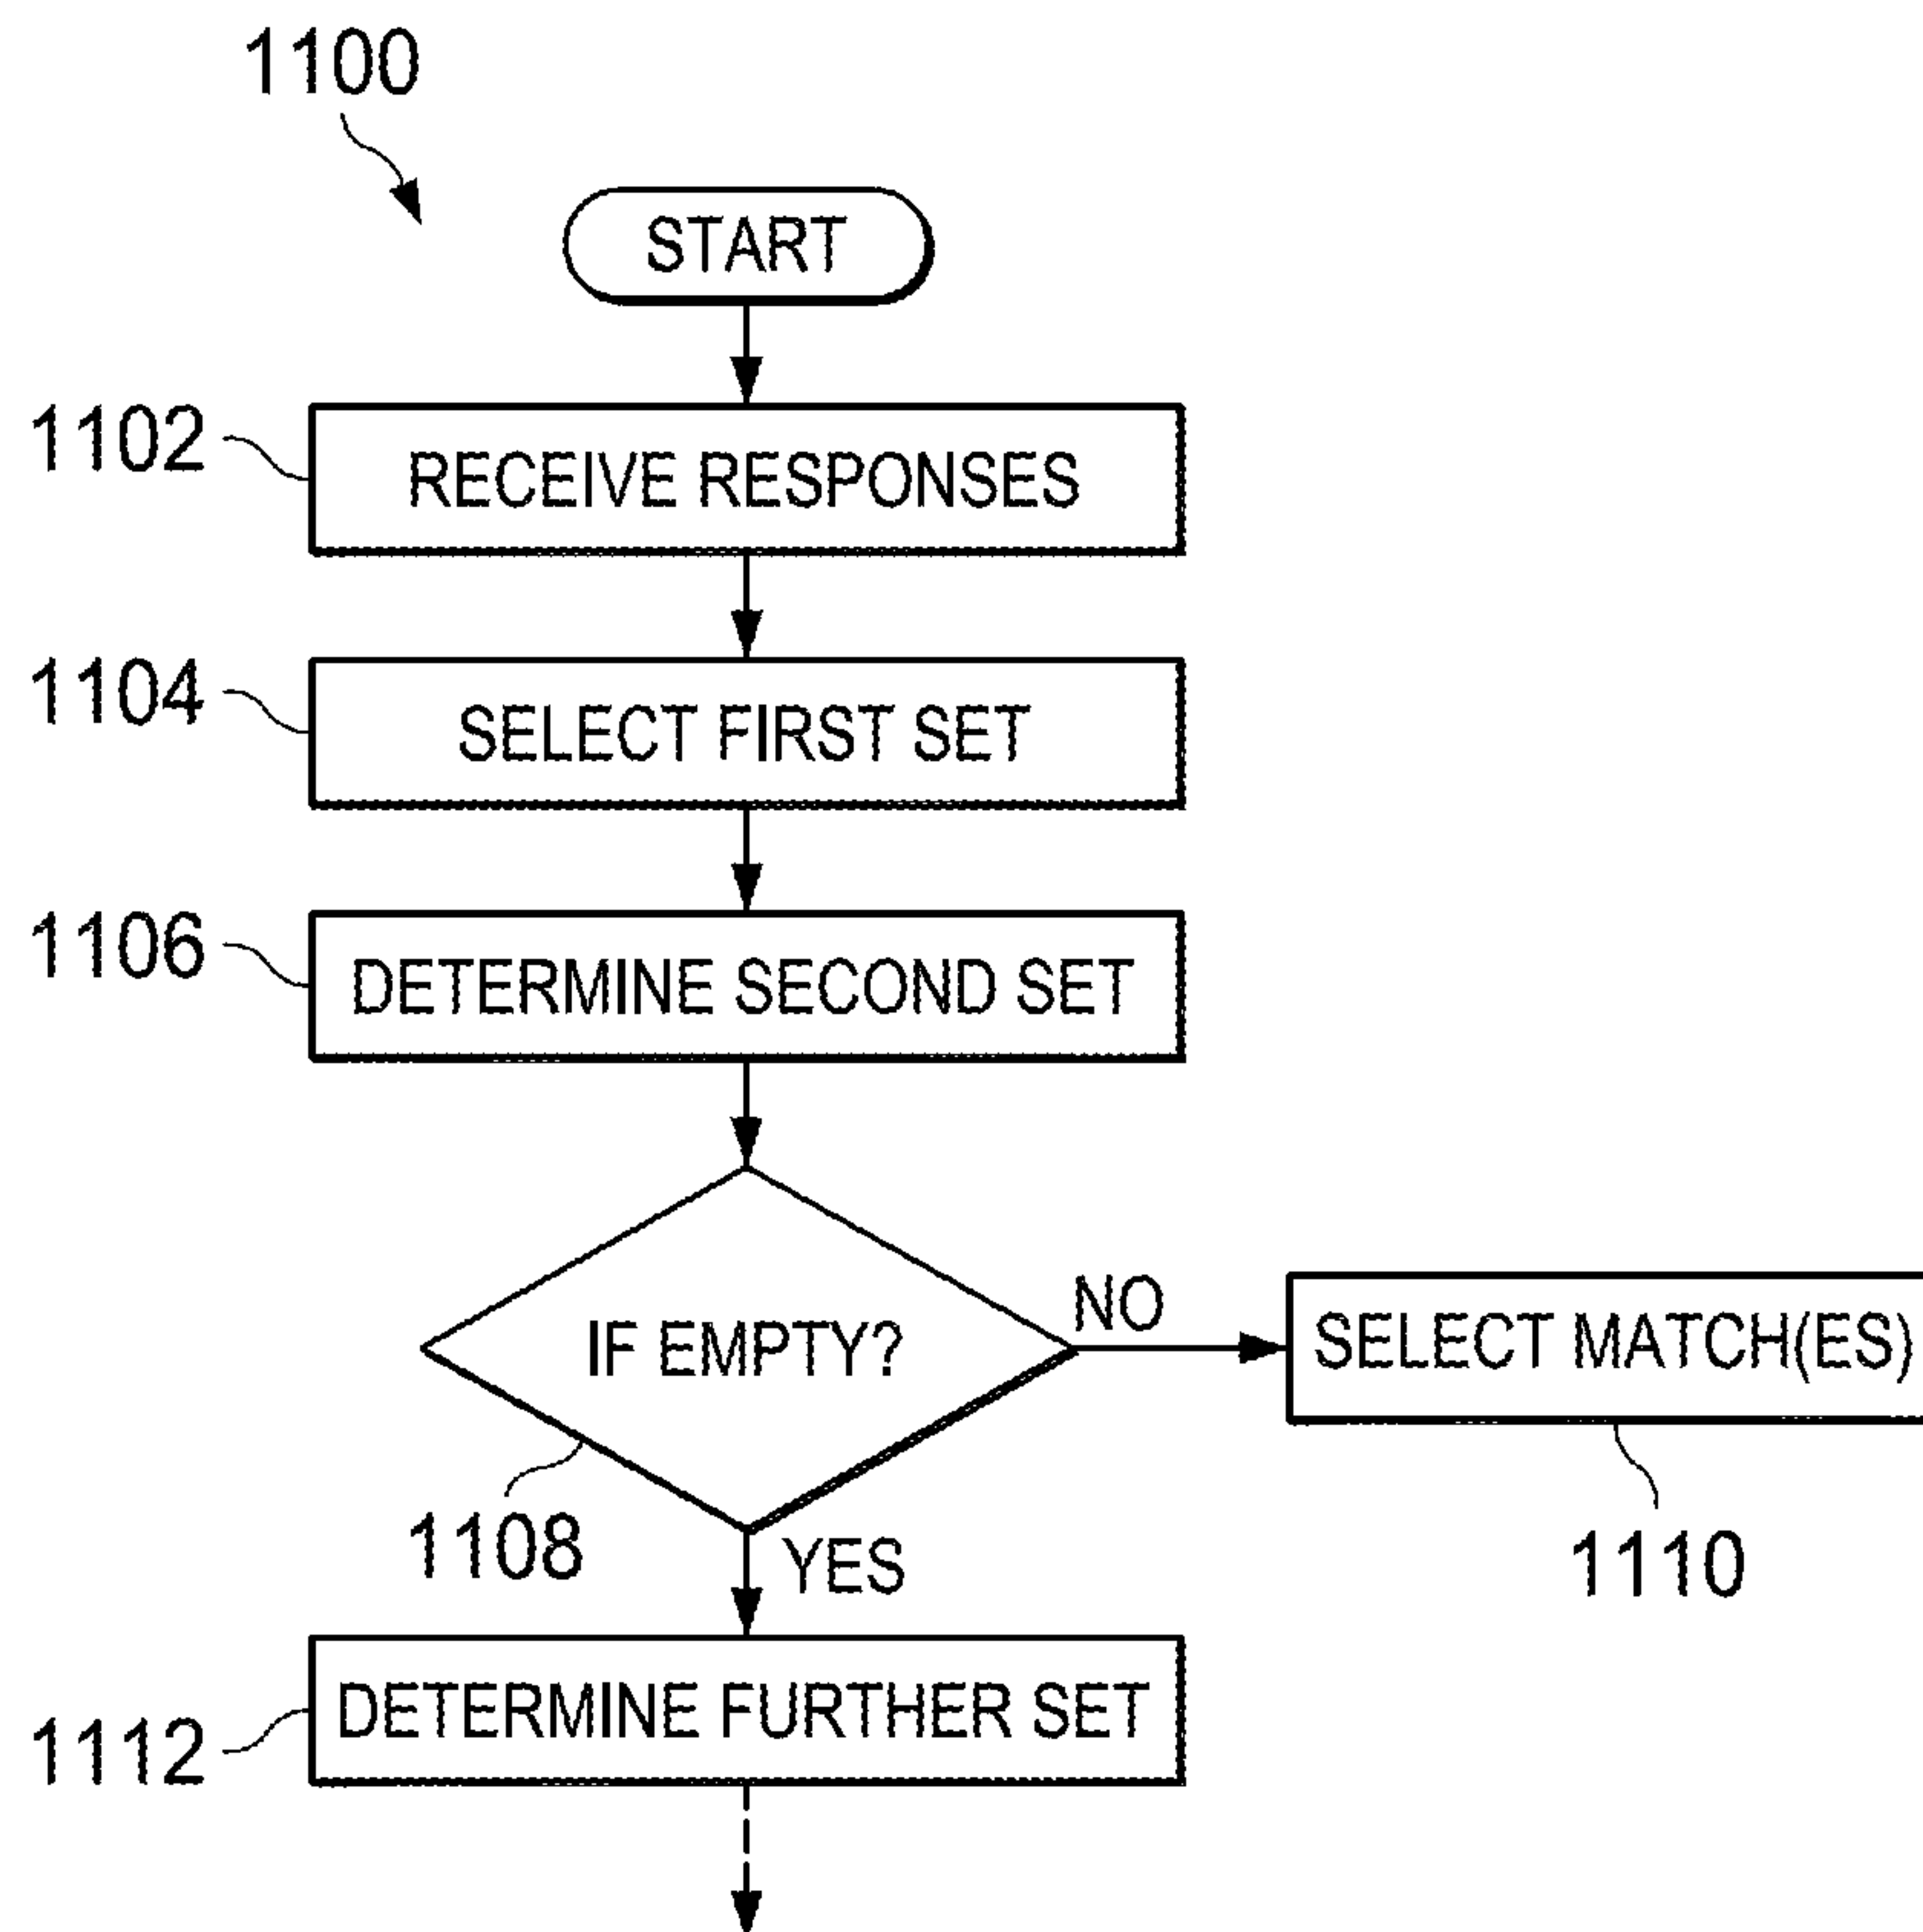 1100
START
1102
RECEIVE RESPONSES
1104
SELECT FIRST SET
1106
DETERMINE SECOND SET
IF EMPTY?
NO
SELECT MATCH(ES)
1108
YES
1110
DETERMINE FURTHER SET
1112